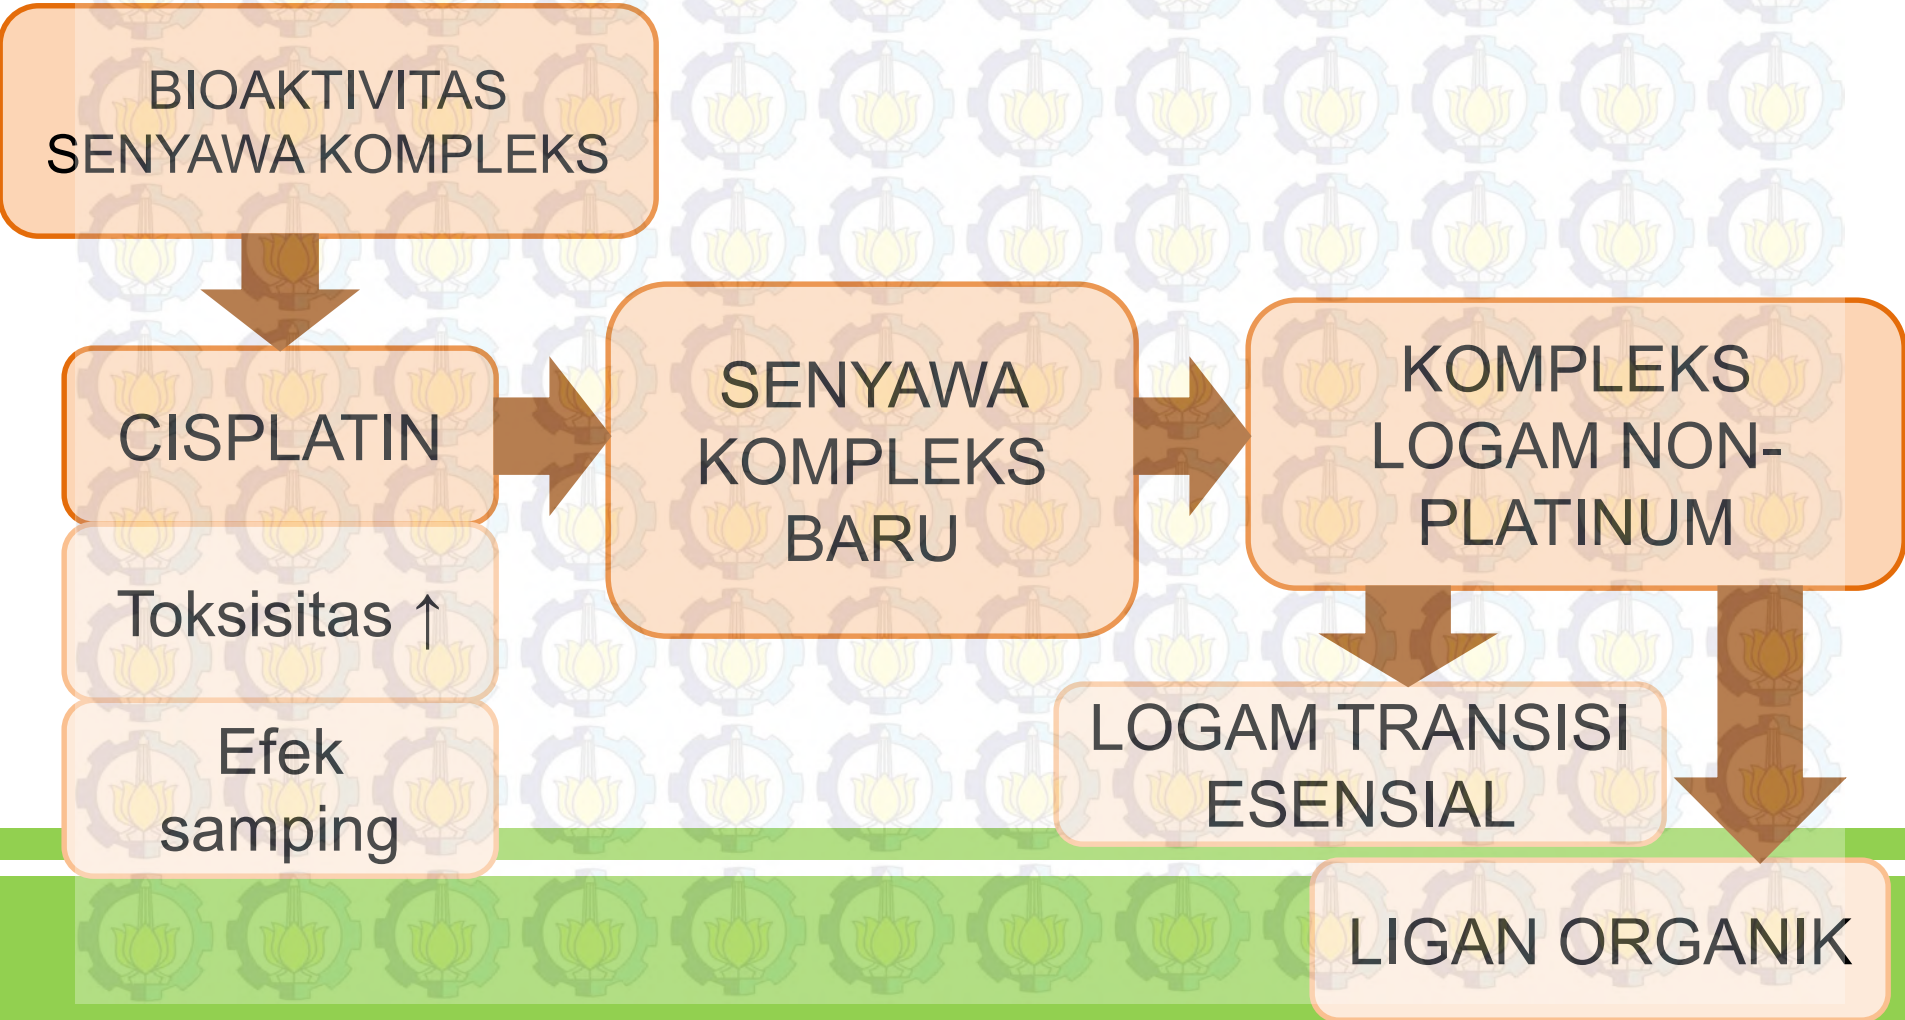 BIOAKTIVITAS
SENYAWA KOMPLEKS
CISPLATIN
Toksisitas ↑
Efek
samping
SENYAWA
KOMPLEKS
BARU
KOMPLEKS
LOGAM NON-
PLATINUM
LOGAM TRANSISI
ESENSIAL
LIGAN ORGANIK